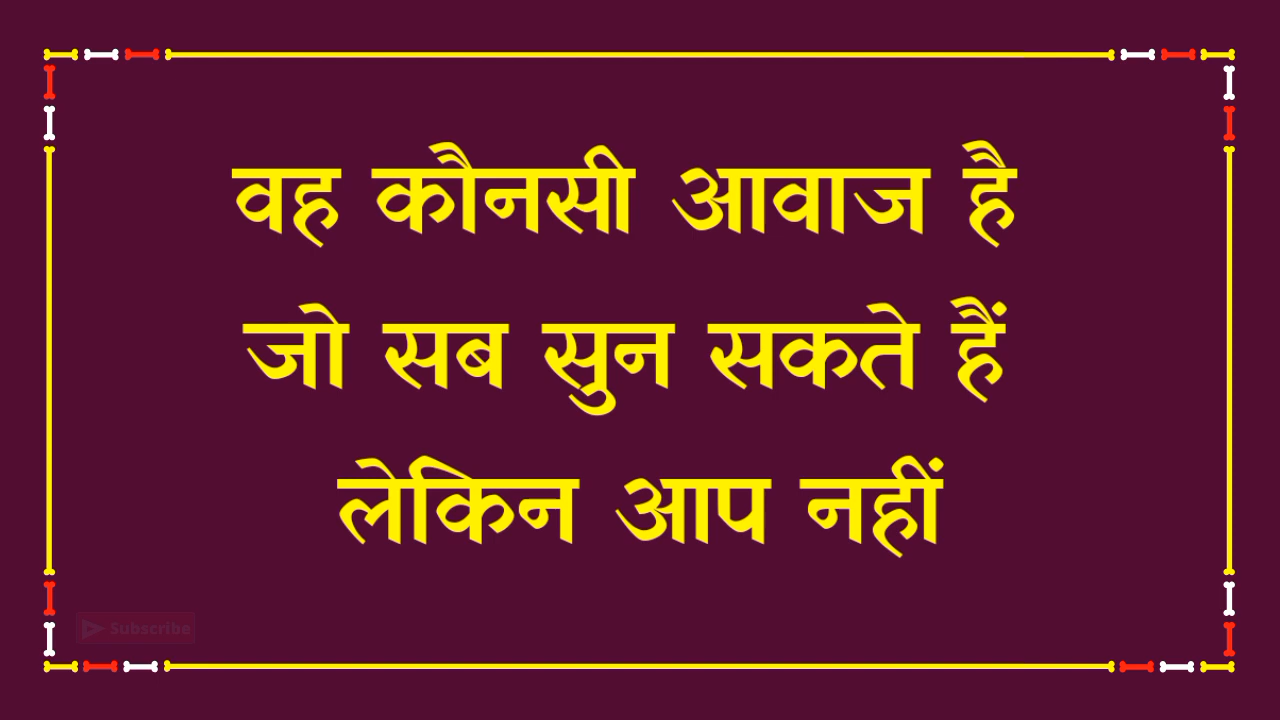 वह कौनसी आवाज है
जो सब सुन सकते हैं
लेकिन आप नहीं
Subscribe